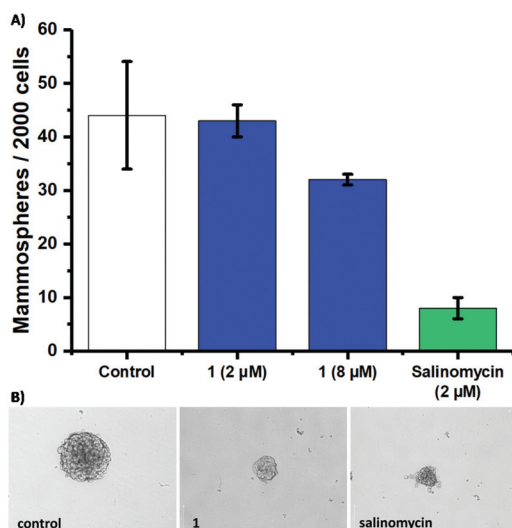 A)
Mammospheres / 2000 cells
60
50
40
30
20
10
0
Control
1 (2 µM)
1 (8 µM)
Salinomycin
(2 µM)
B)
control
1
salinomycin